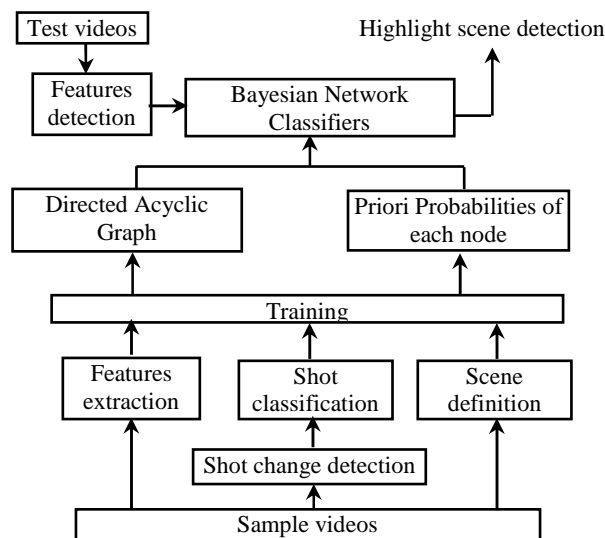 Test videos
Highlight scene detection
Features
detection
Bayesian Network
Classifiers
Directed Acyclic
Graph
Priori Probabilities of
each node
Training
Features
extraction
Shot
classification
Scene
definition
Shot change detection
Sample videos